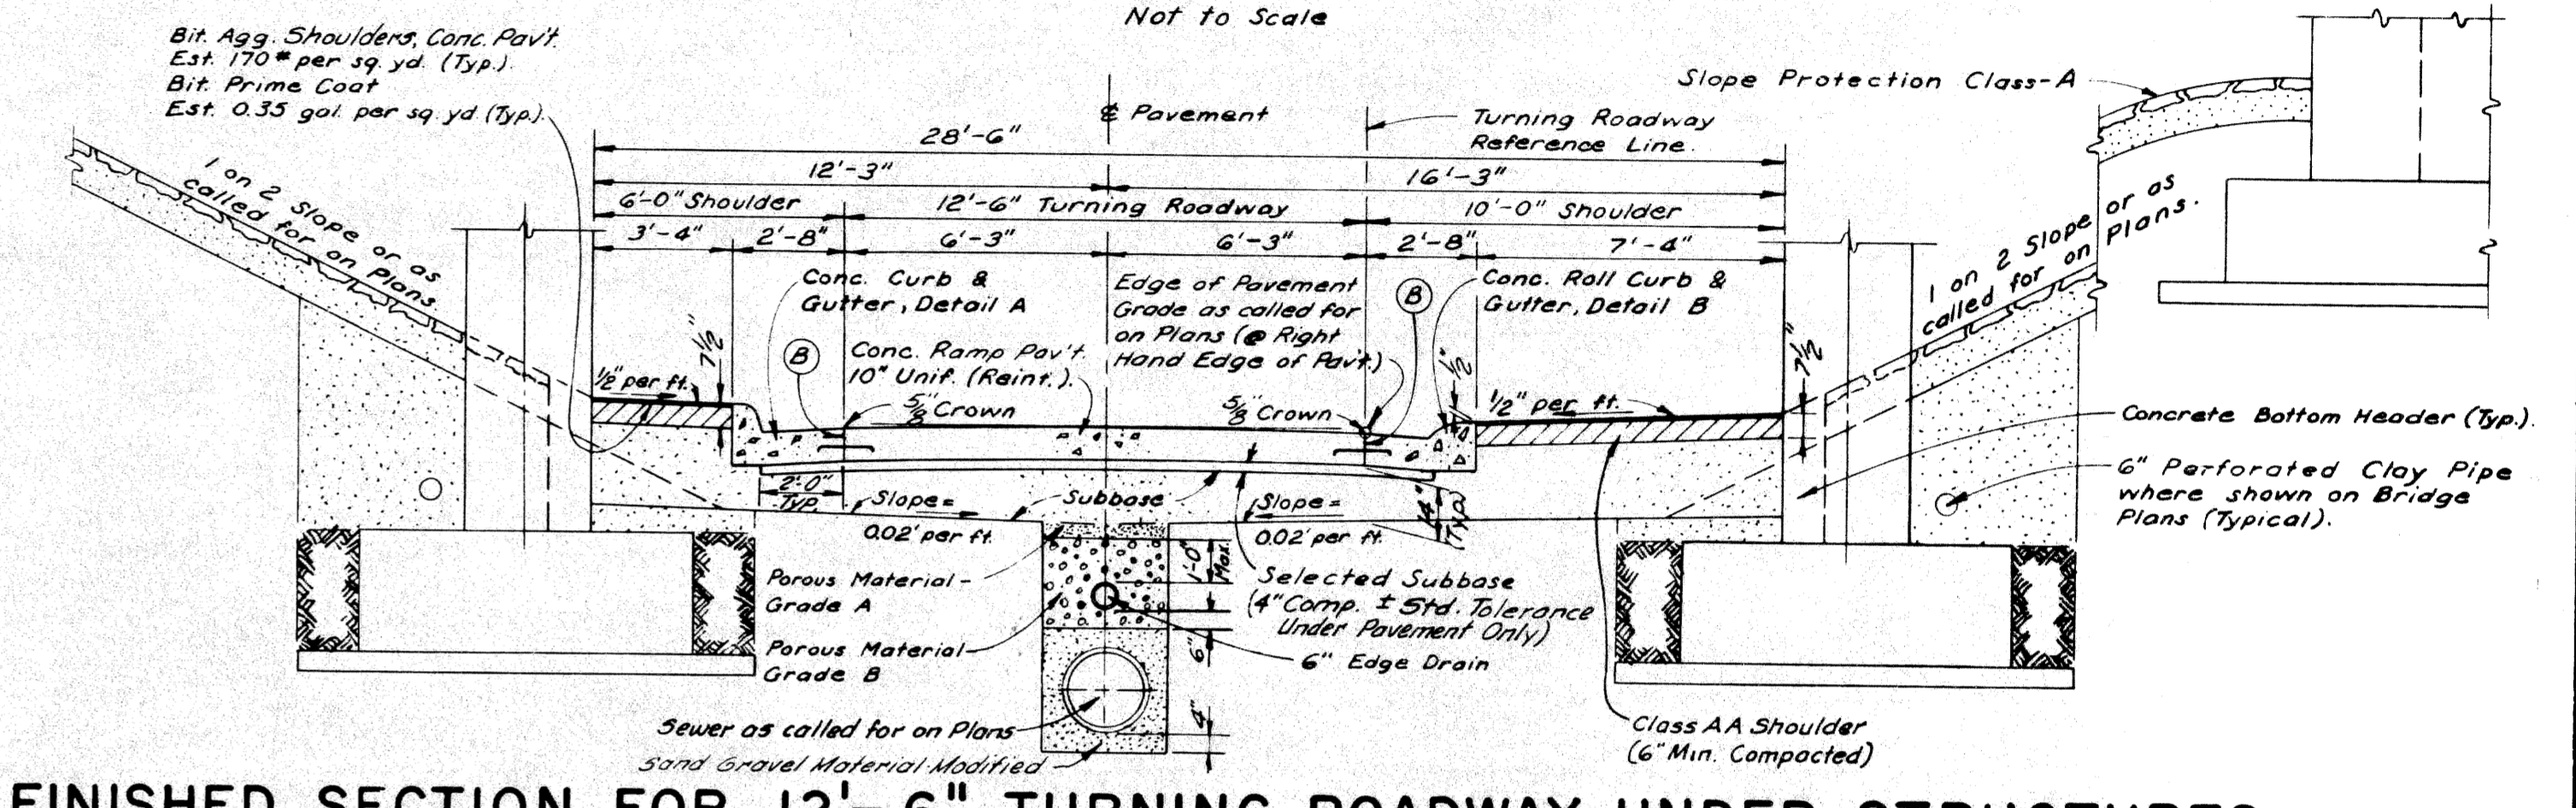 Not to Scale
Bit. Agg. Shoulders, Conc. Pav't.
Est. 170# per sq. yd. (Typ.)
Bit. Prime Coat
Est. 0.35 gal. per sq. yd. (Typ.)
Slope Protection Class-A
℄ Pavement
Turning Roadway
Reference Line.
28'-6"
12'-3"
16'-3"
6'-0" Shoulder
12'-6" Turning Roadway
10'-0" Shoulder
3'-4"
2'-8"
6'-3"
6'-3"
2'-8"
7'-4"
1 on 2 Slope or as
called for on Plans
1 on 2 Slope or as
called for on Plans.
Conc. Curb &
Gutter, Detail A
Edge of Pavement
Grade as called for
on Plans (@ Right
Hand Edge of Pav't.)
B
Conc. Roll Curb &
Gutter, Detail B
7½"
B
Conc. Ramp Pav't.
10" Unif. (Reinf.)
½"
7½"
½" per ft.
5/8" Crown
5/8" Crown
½" per ft.
Concrete Bottom Header (Typ.)
6" Perforated Clay Pipe
where shown on Bridge
Plans (Typical).
2'-0"
Typ.
Slope =
0.02' per ft.
Subbase
Slope =
0.02' per ft.
14"
(Typ.)
Porous Material-
Grade A
1'-0"
Max.
Selected Subbase
(4" Comp. ± Std. Tolerance
Under Pavement Only)
Porous Material-
Grade B
6"
6" Edge Drain
Sewer as called for on Plans
4"
Class AA Shoulder
(6" Min. Compacted)
Sand Gravel Material Modified
FINISHED SECTION FOR 12'-6" TURNING ROADWAY UNDER STRUCTURES